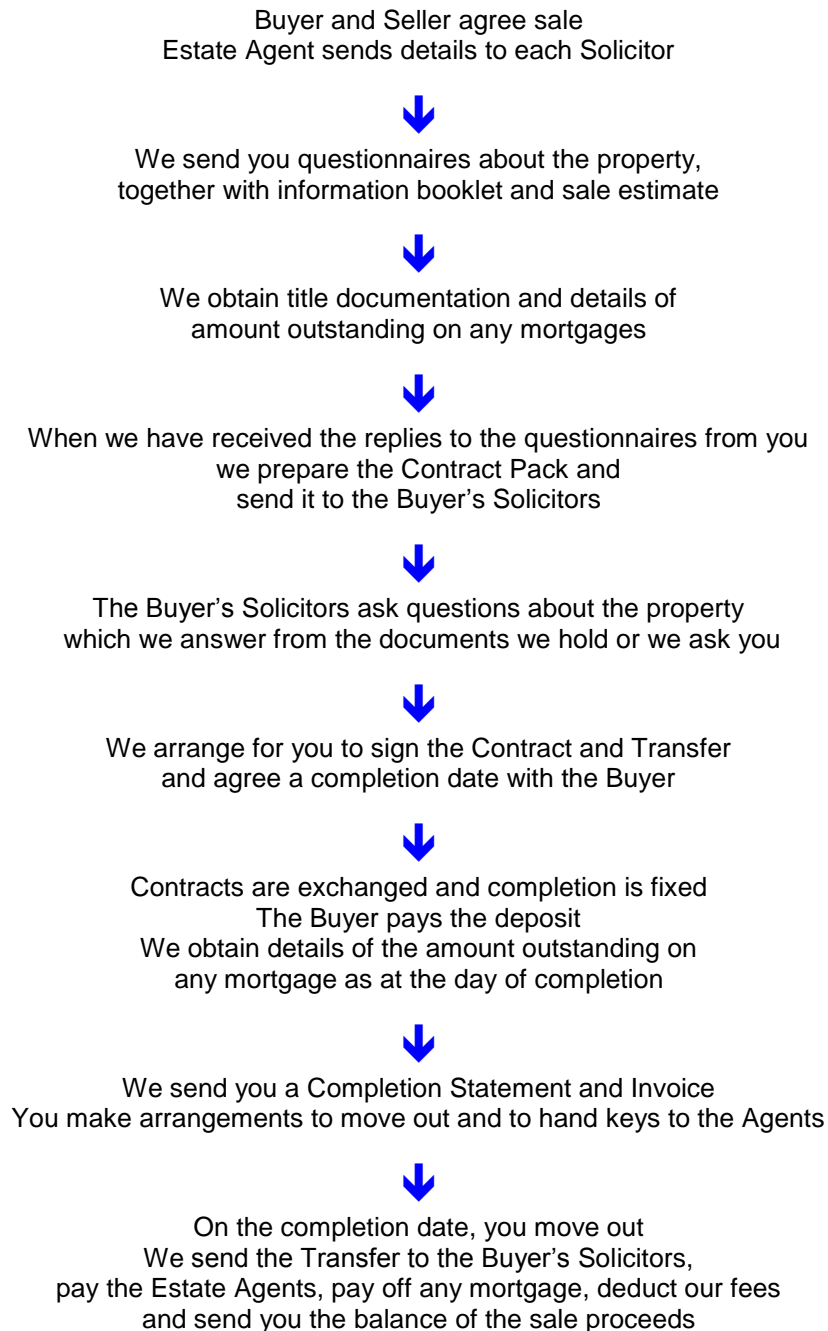 Buyer and Seller agree sale
Estate Agent sends details to each Solicitor
We send you questionnaires about the property,
together with information booklet and sale estimate
We obtain title documentation and details of
amount outstanding on any mortgages
When we have received the replies to the questionnaires from you
we prepare the Contract Pack and
send it to the Buyer's Solicitors
The Buyer's Solicitors ask questions about the property
which we answer from the documents we hold or we ask you
We arrange for you to sign the Contract and Transfer
and agree a completion date with the Buyer
Contracts are exchanged and completion is fixed
The Buyer pays the deposit
We obtain details of the amount outstanding on
any mortgage as at the day of completion
We send you a Completion Statement and Invoice
You make arrangements to move out and to hand keys to the Agents
On the completion date, you move out
We send the Transfer to the Buyer's Solicitors,
pay the Estate Agents, pay off any mortgage, deduct our fees
and send you the balance of the sale proceeds